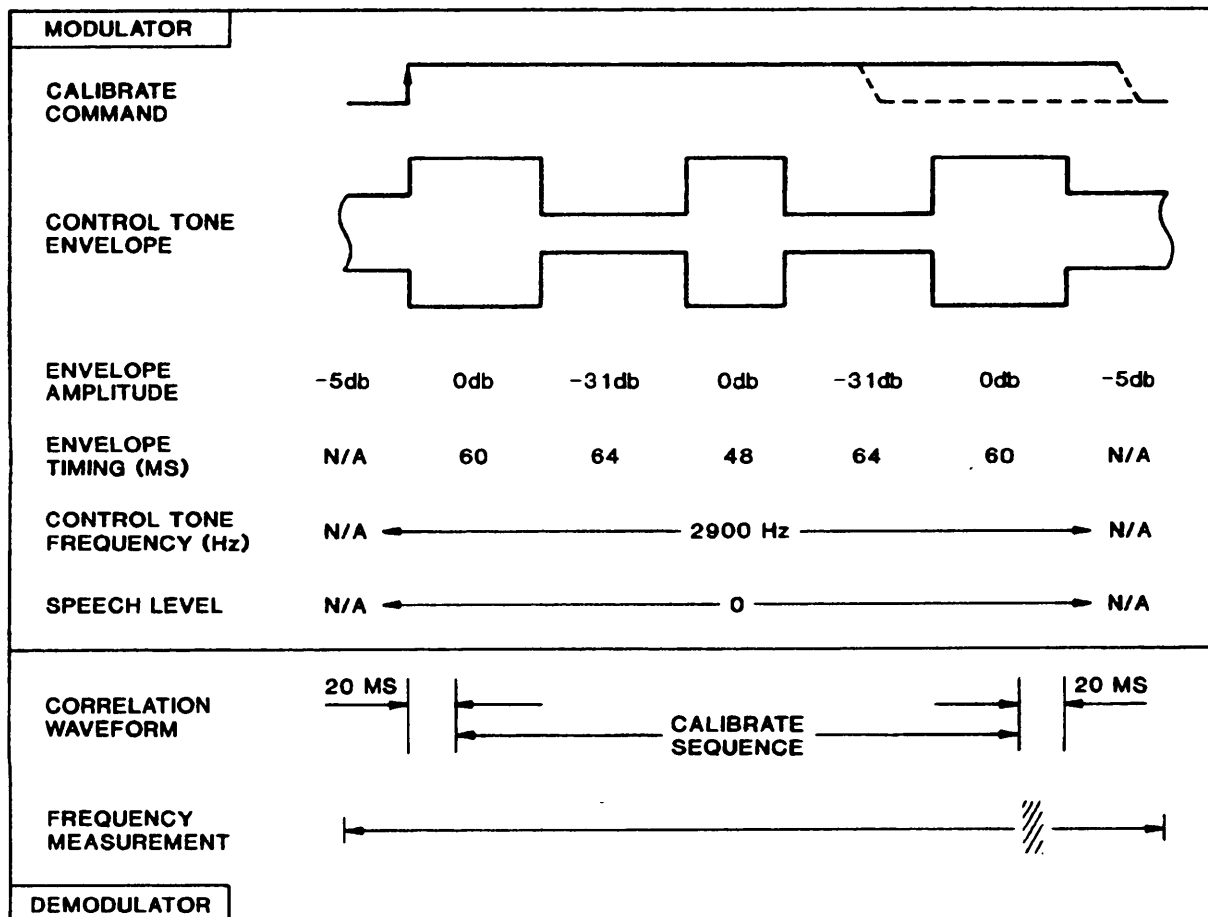 MODULATOR
CALIBRATE
COMMAND
CONTROL TONE
ENVELOPE
ENVELOPE
AMPLITUDE
-5db 0db -31db 0db -31db 0db -5db
ENVELOPE
TIMING (MS)
N/A 60 64 48 64 60 N/A
CONTROL TONE
FREQUENCY (Hz)
N/A 2900 Hz N/A
SPEECH LEVEL
N/A 0 N/A
CORRELATION
WAVEFORM
20 MS
CALIBRATE
SEQUENCE
20 MS
FREQUENCY
MEASUREMENT
DEMODULATOR